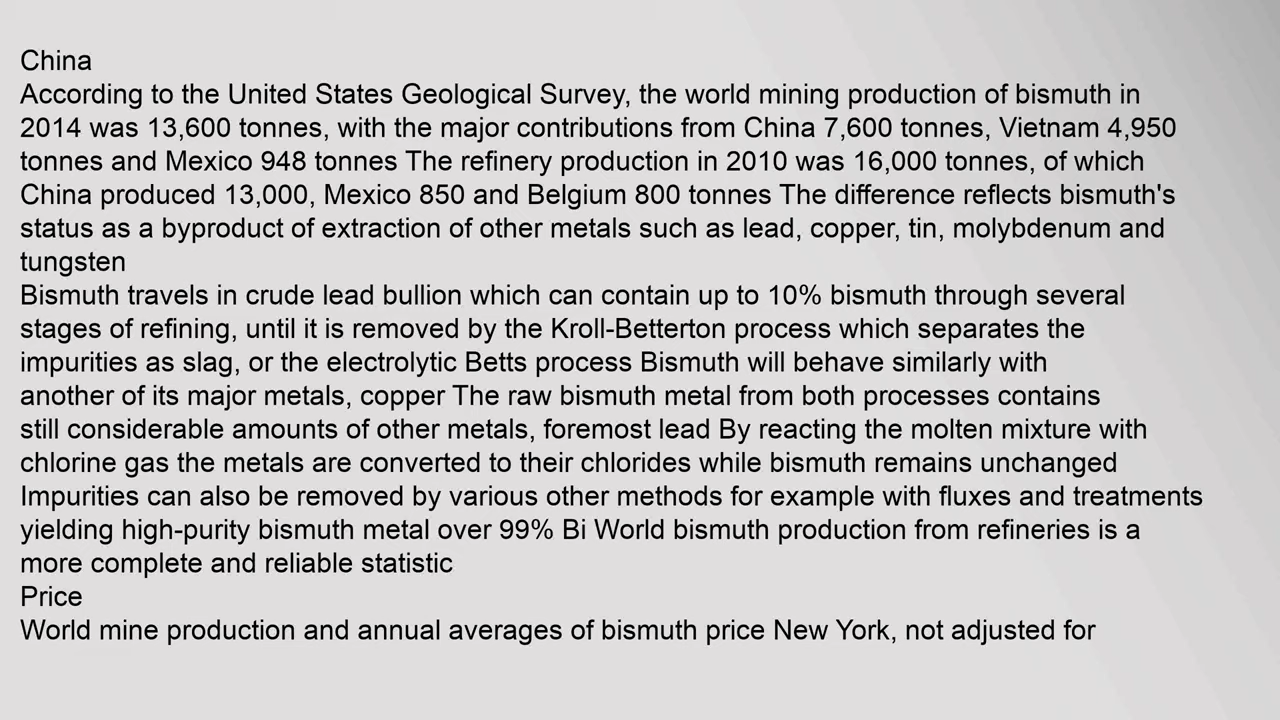 China
According to the United States Geological Survey, the world mining production of bismuth in
2014 was 13,600 tonnes, with the major contributions from China 7,600 tonnes, Vietnam 4,950
tonnes and Mexico 948 tonnes The refinery production in 2010 was 16,000 tonnes, of which
China produced 13,000, Mexico 850 and Belgium 800 tonnes The difference reflects bismuth's
status as a byproduct of extraction of other metals such as lead, copper, tin, molybdenum and
tungsten
Bismuth travels in crude lead bullion which can contain up to 10% bismuth through several
stages of refining, until it is removed by the Kroll-Betterton process which separates the
impurities as slag, or the electrolytic Betts process Bismuth will behave similarly with
another of its major metals, copper The raw bismuth metal from both processes contains
still considerable amounts of other metals, foremost lead By reacting the molten mixture with
chlorine gas the metals are converted to their chlorides while bismuth remains unchanged
Impurities can also be removed by various other methods for example with fluxes and treatments
yielding high-purity bismuth metal over 99% Bi World bismuth production from refineries is a
more complete and reliable statistic
Price
World mine production and annual averages of bismuth price New York, not adjusted for